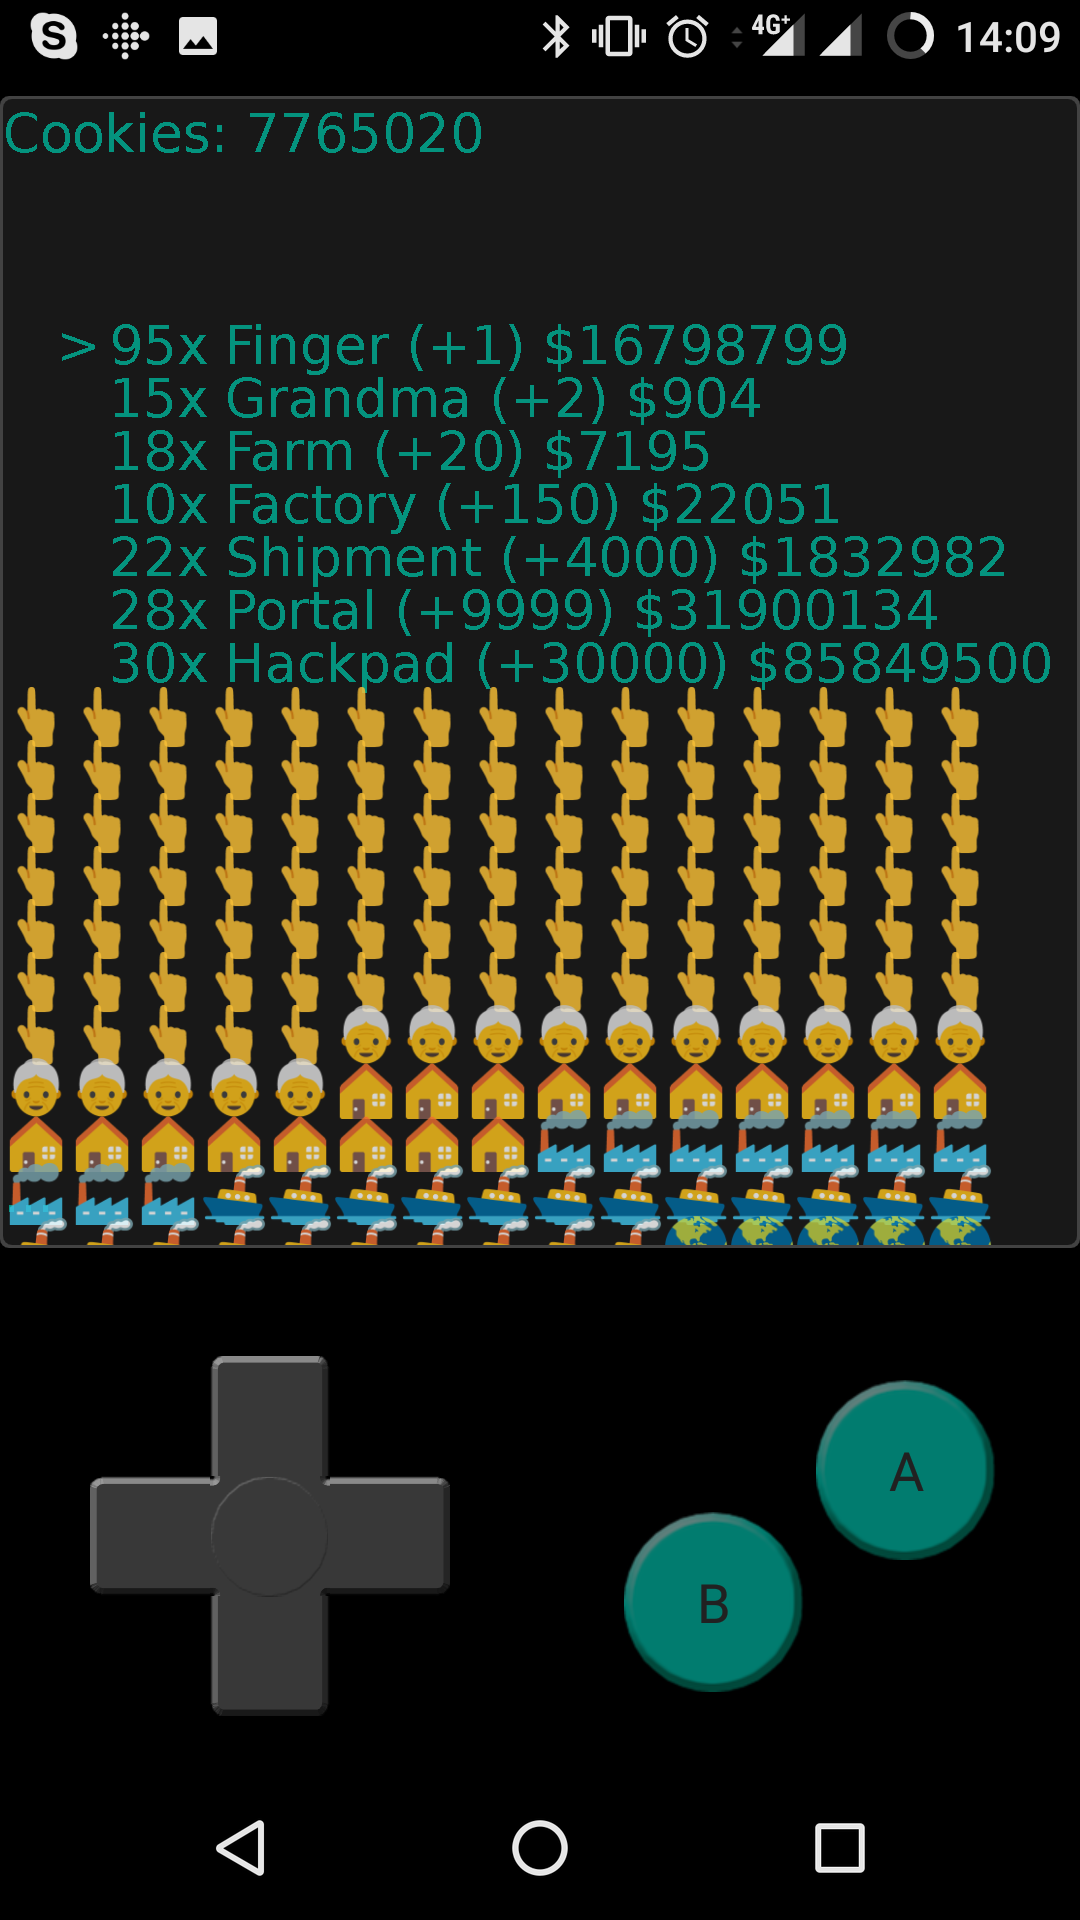 4G+ 14:09
Cookies: 7765020
> 95x Finger (+1) $16798799
15x Grandma (+2) $904
18x Farm (+20) $7195
10x Factory (+150) $22051
22x Shipment (+4000) $1832982
28x Portal (+9999) $31900134
30x Hackpad (+30000) $85849500
A
B